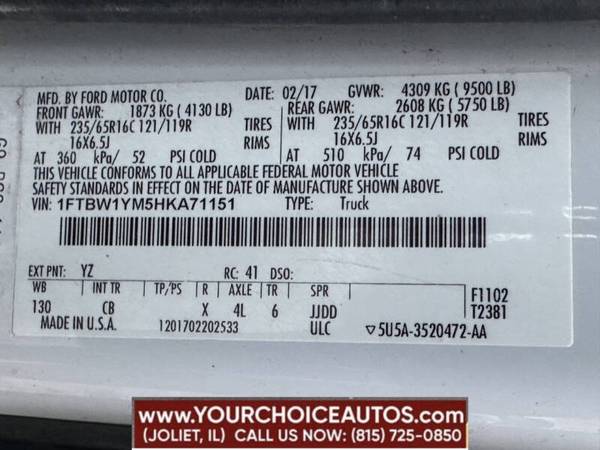 MFD. BY FORD MOTOR CO. 02/17 GVWR: 4309 KG ( 9500 LB)
FRONT GAWR: 1873 KG ( 4130 LB) REAR GAWR: 2608 KG ( 5750 LB)
WITH 235/65R16C 121/119R TIRES WITH 235/65R16C 121/119R TIRES
16X6.5J RIMS 16X6.5J RIMS
AT 360 kPa/ 52 PSI COLD AT 510 kPa/ 74 PSI COLD
THIS VEHICLE CONFORMS TO ALL APPLICABLE FEDERAL MOTOR VEHICLE
SAFETY STANDARDS IN EFFECT ON THE DATE OF MANUFACTURE SHOWN ABOVE.
VIN: 1FTBW1YM5HKA71151 TYPE: Truck
EXT PNT: YZ RC: 41 DSO:
WB INT TR TP/PS R AXLE TR SPR F1102
130 CB X 4L 6 JJDD T2381
MADE IN U.S.A. 1201702202533 ULC ▽5U5A-3520472-AA
WWW.YOURCHOICEAUTOS.COM
(JOLIET, IL) CALL US NOW: (815) 725-0850